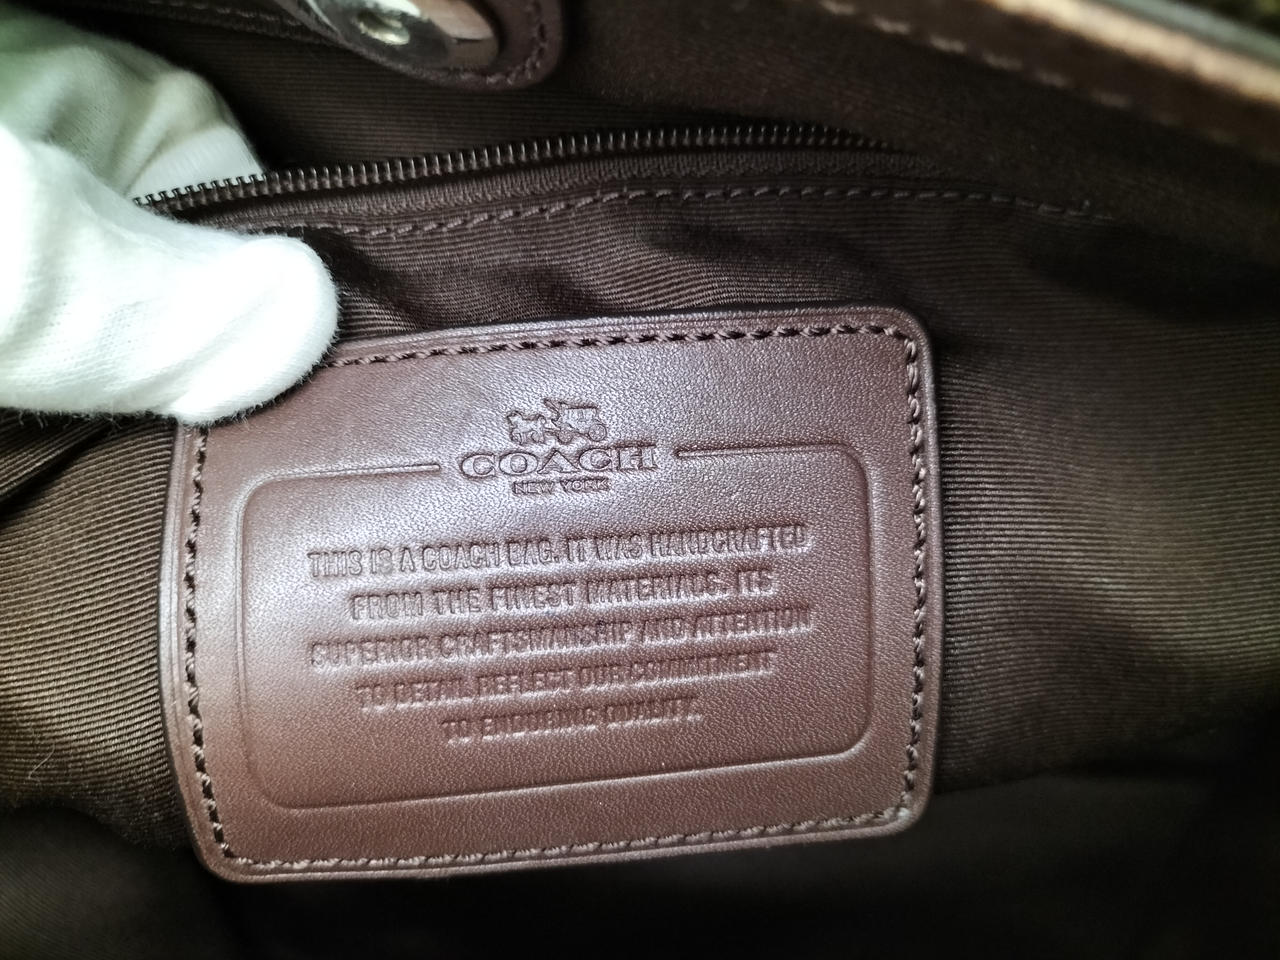 COACH
NEW YORK
THIS IS A COACH BAG. IT WAS HANDCRAFTED
FROM THE FINEST MATERIALS. ITS
SUPERIOR CRAFTSMANSHIP AND ATTENTION
TO DETAIL REFLECT OUR COMMITMENT
TO ENDURING QUALITY.